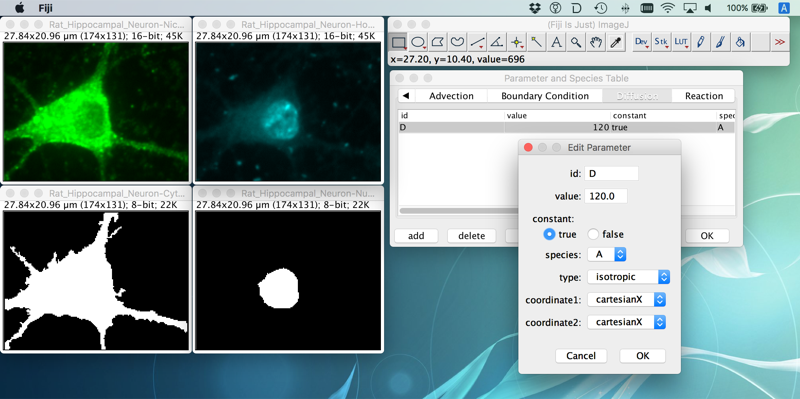 Fiji
100%
A
Rat_Hippocampal_Neuron-Nic...
27.84x20.96 µm (174x131); 16-bit; 45K
Rat_Hippocampal_Neuron-Ho...
27.84x20.96 µm (174x131); 16-bit; 45K
(Fiji Is Just) ImageJ
A
Dev Stk LUT
>>
x=27.20, y=10.40, value=696
Parameter and Species Table
Advection Boundary Condition Diffusion Reaction
id value constant spec
D 120 true A
add delete OK
Edit Parameter
id: D
value: 120.0
constant:
true false
species: A
type: isotropic
coordinate1: cartesianX
coordinate2: cartesianX
Cancel OK
Rat_Hippocampal_Neuron-Cyt...
27.84x20.96 µm (174x131); 8-bit; 22K
Rat_Hippocampal_Neuron-Nu...
27.84x20.96 µm (174x131); 8-bit; 22K